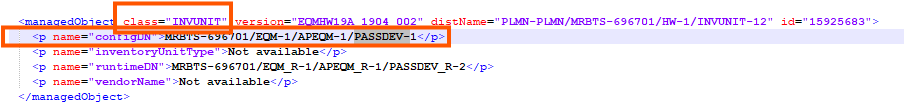 <managedObject class="INVUNIT" version="EQMHW19A_1904_002" distName="PLMN-PLMN/MRBTS-696701/HW-1/INVUNIT-12" id="15925683">
<p name="configDN">MRBTS-696701/EQM-1/APEQM-1/PASSDEV-1</p>
<p name="inventoryUnitType">Not available</p>
<p name="runtimeDN">MRBTS-696701/EQM_R-1/APEQM_R-1/PASSDEV_R-2</p>
<p name="vendorName">Not available</p>
</managedObject>